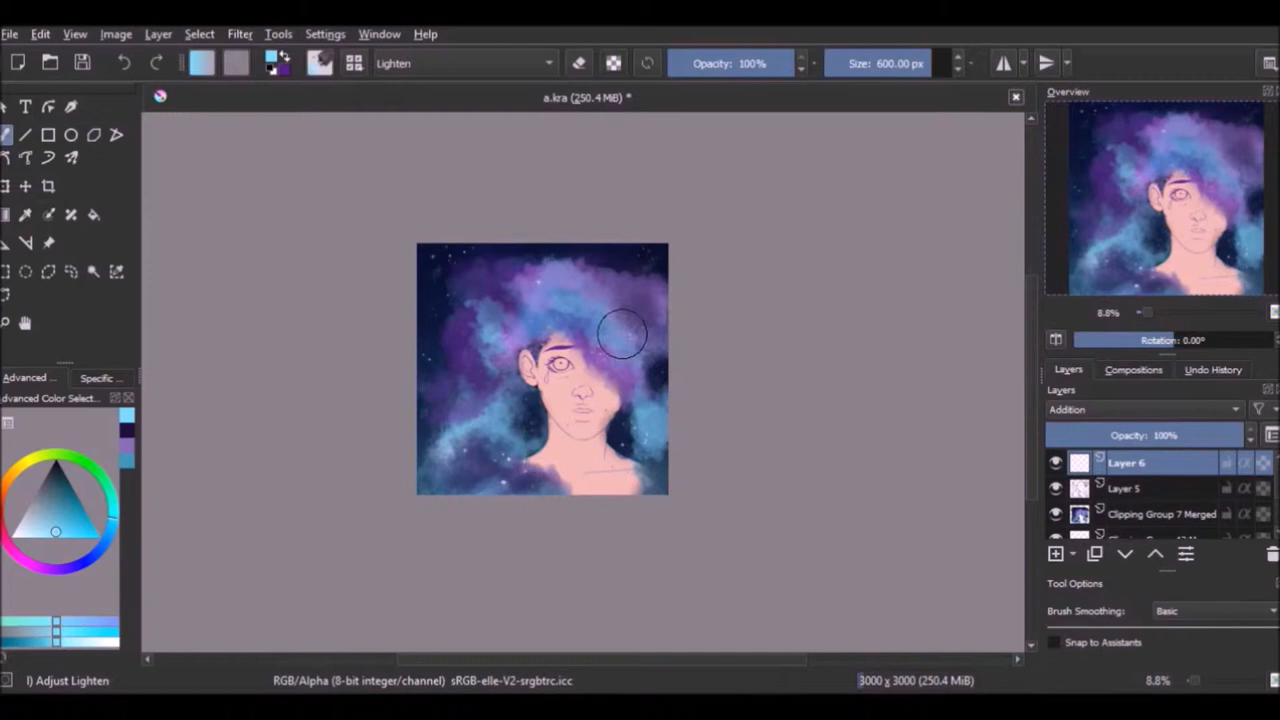 File Edit View Image Layer Select Filter Tools Settings Window Help
Lighten
Opacity: 100%
Size: 600.00 px
a.kra (250.4 MiB) *
Overview
8.8%
Rotation: 0.00°
Layers Compositions Undo History
Layers
Addition
Opacity: 100%
Layer 6
Layer 5
Clipping Group 7 Merged
Tool Options
Brush Smoothing: Basic
Snap to Assistants
Advanced ... Specific ...
dvanced Color Select...
I) Adjust Lighten
RGB/Alpha (8-bit integer/channel) sRGB-elle-V2-srgbtrc.icc
3000 x 3000 (250.4 MiB)
8.8%